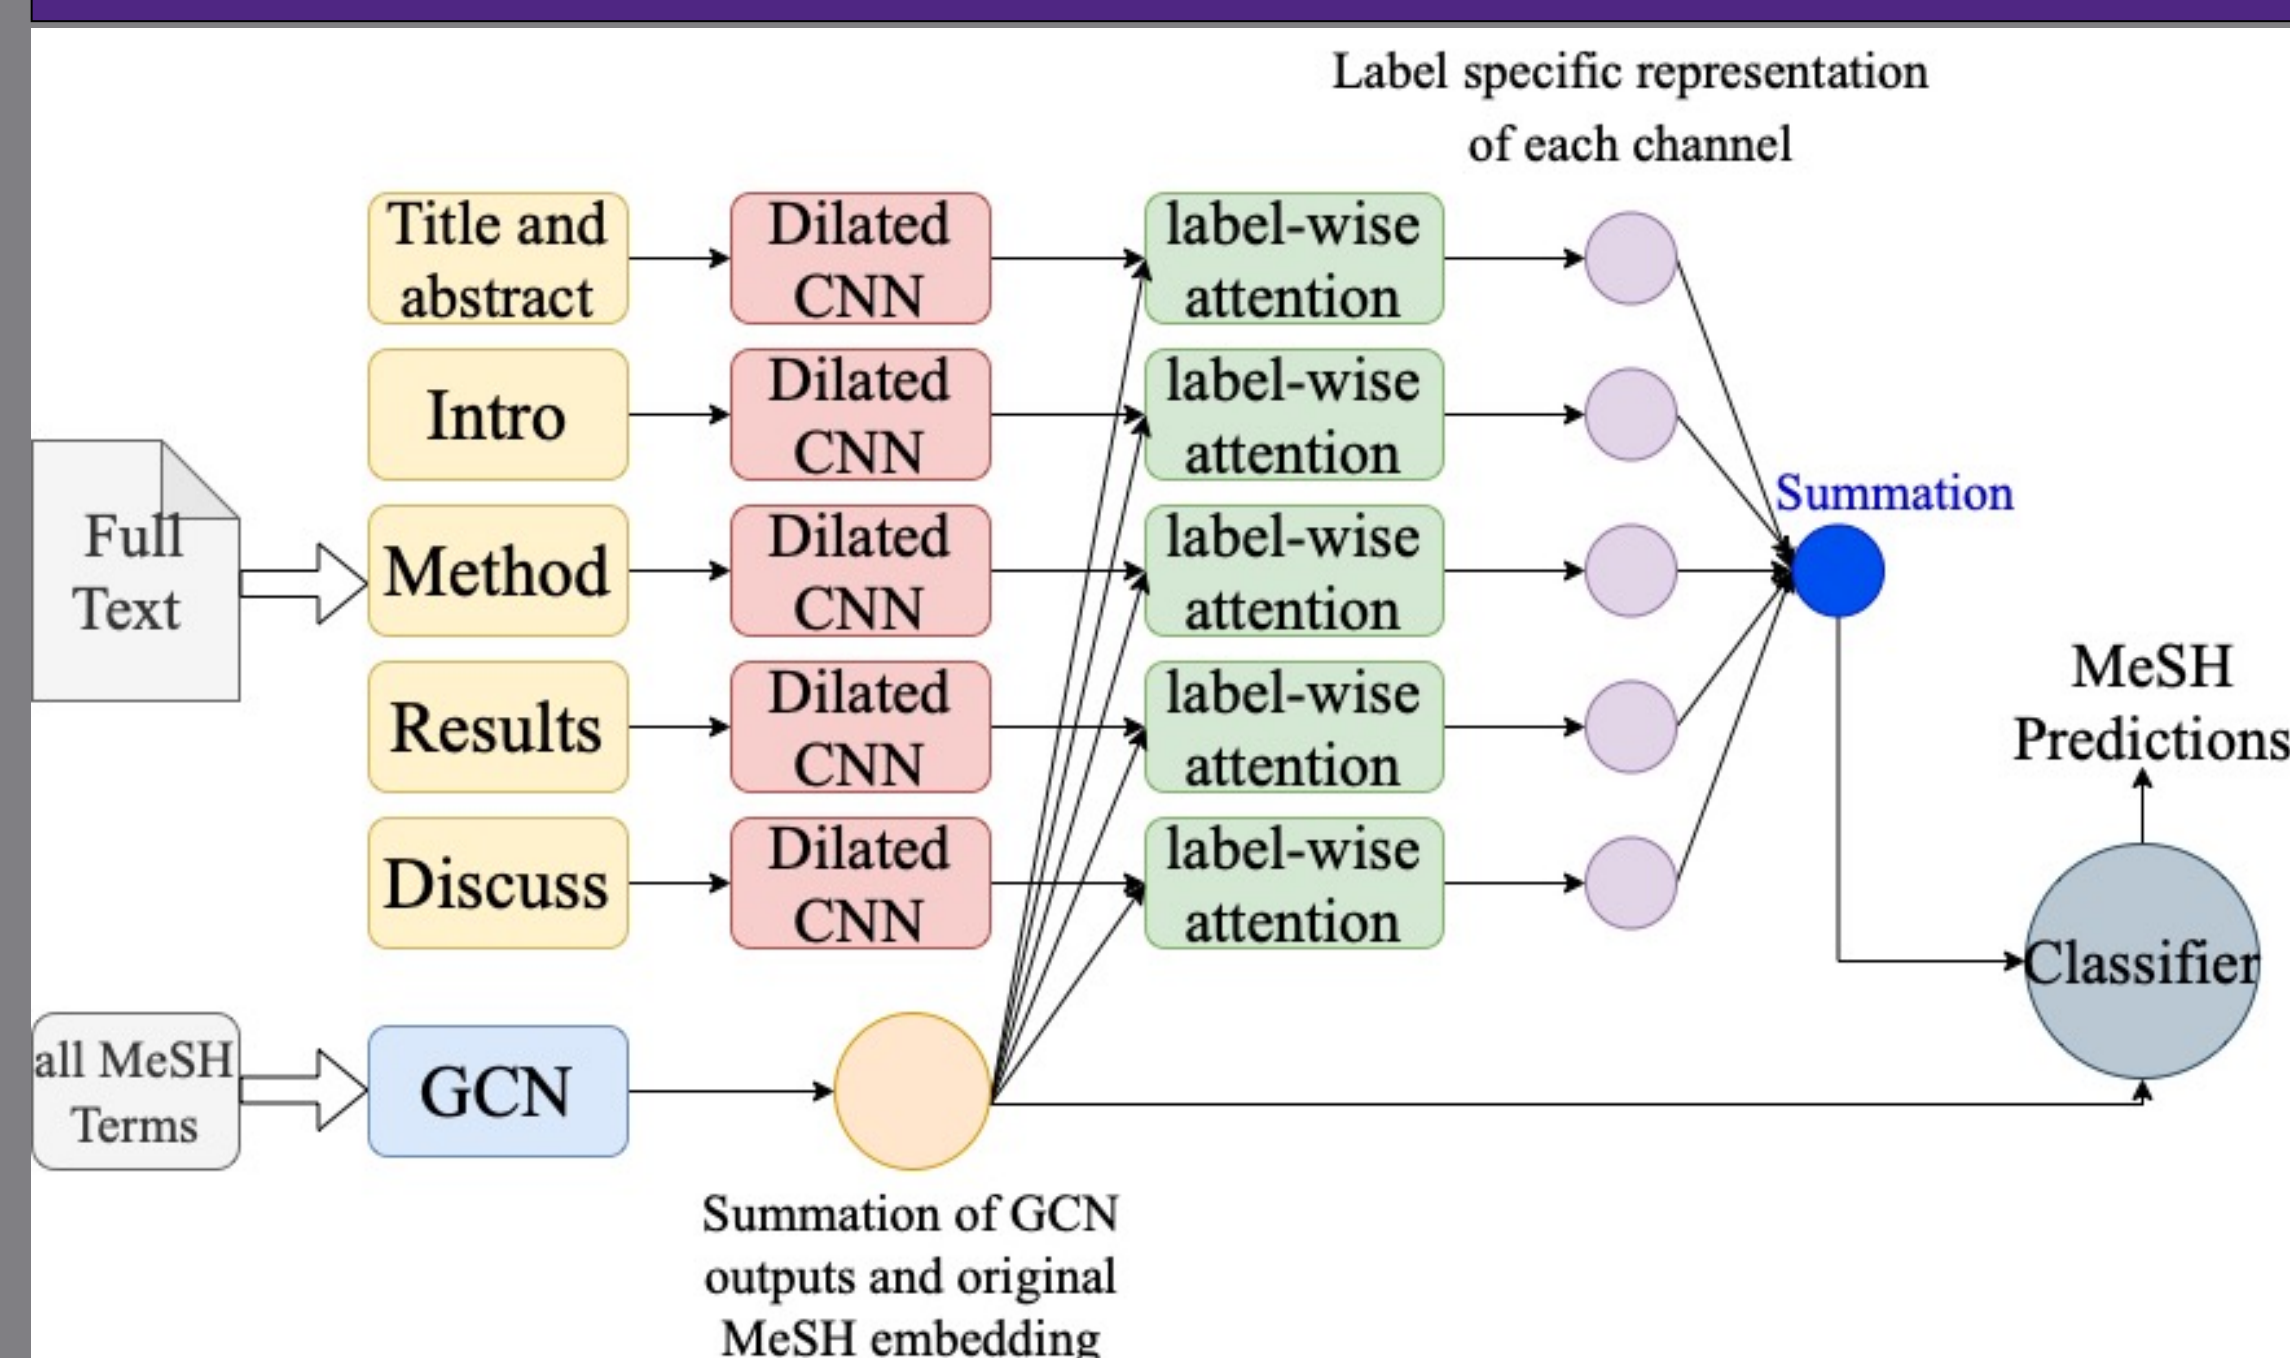 Label specific representation
of each channel
Title and
abstract
Dilated
CNN
label-wise
attention
Intro
Dilated
CNN
label-wise
attention
Summation
Full
Text
Method
Dilated
CNN
label-wise
attention
Results
Dilated
CNN
label-wise
attention
MeSH
Predictions
Discuss
Dilated
CNN
label-wise
attention
Classifier
all MeSH
Terms
GCN
Summation of GCN
outputs and original
MeSH embedding